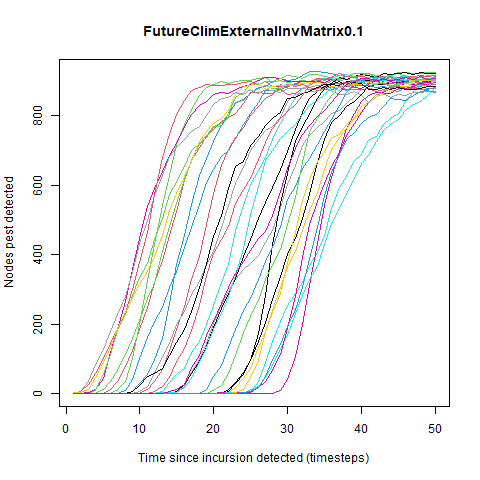 FutureClimExternalInvMatrix0.1
Nodes pest detected
800
600
400
200
0
0 10 20 30 40 50
Time since incursion detected (timesteps)